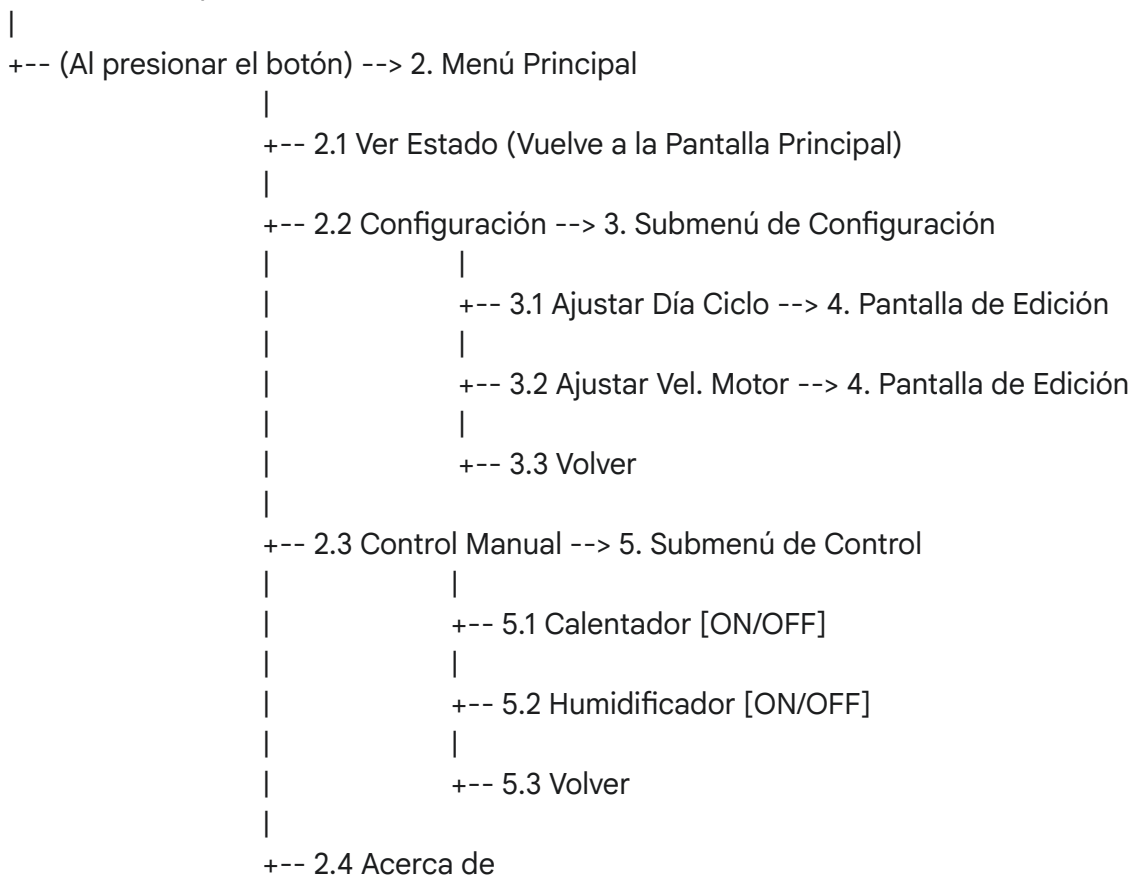 |
+-- (Al presionar el botón) --> 2. Menú Principal
|
+-- 2.1 Ver Estado (Vuelve a la Pantalla Principal)
|
+-- 2.2 Configuración --> 3. Submenú de Configuración
| |
| +-- 3.1 Ajustar Día Ciclo --> 4. Pantalla de Edición
| |
| +-- 3.2 Ajustar Vel. Motor --> 4. Pantalla de Edición
| |
| +-- 3.3 Volver
|
+-- 2.3 Control Manual --> 5. Submenú de Control
| |
| +-- 5.1 Calentador [ON/OFF]
| |
| +-- 5.2 Humidificador [ON/OFF]
| |
| +-- 5.3 Volver
|
+-- 2.4 Acerca de